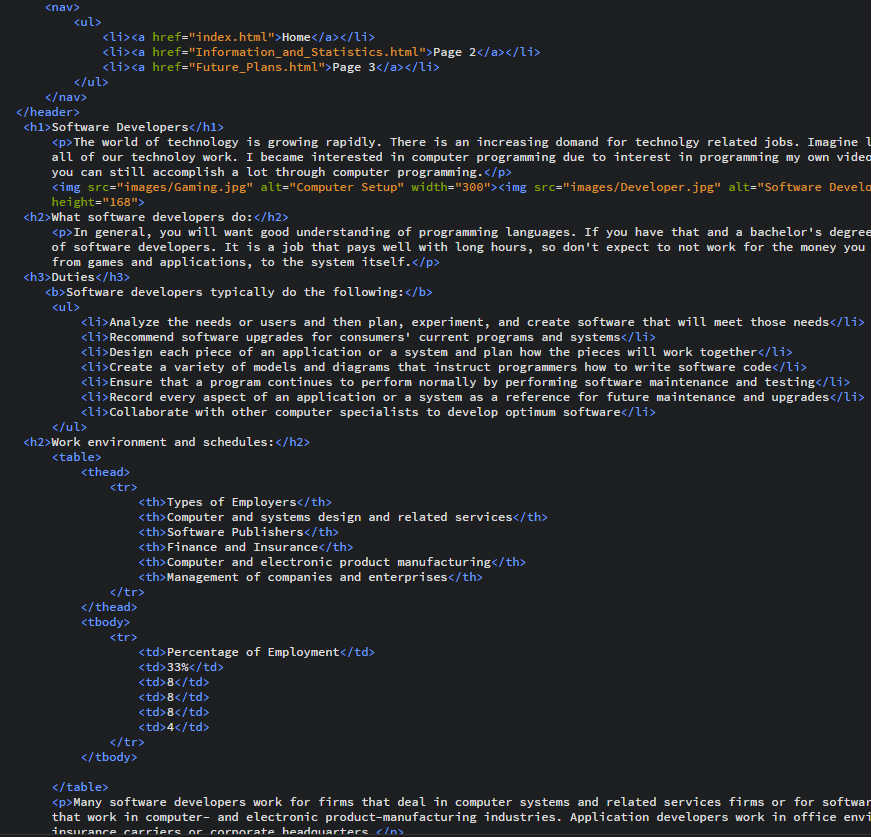 <nav>
<ul>
<li><a href="index.html">Home</a></li>
<li><a href="Information_and_Statistics.html">Page 2</a></li>
<li><a href="Future_Plans.html">Page 3</a></li>
</ul>
</nav>
</header>
<h1>Software Developers</h1>
<p>The world of technology is growing rapidly. There is an increasing domand for technolgy related jobs. Imagine l
all of our technoloy work. I became interested in computer programming due to interest in programming my own video
you can still accomplish a lot through computer programming.</p>
<img src="images/Gaming.jpg" alt="Computer Setup" width="300"><img src="images/Developer.jpg" alt="Software Develo
height="168">
<h2>What software developers do:</h2>
<p>In general, you will want good understanding of programming languages. If you have that and a bachelor's degree
of software developers. It is a job that pays well with long hours, so don't expect to not work for the money you
from games and applications, to the system itself.</p>
<h3>Duties</h3>
<b>Software developers typically do the following:</b>
<ul>
<li>Analyze the needs or users and then plan, experiment, and create software that will meet those needs</li>
<li>Recommend software upgrades for consumers' current programs and systems</li>
<li>Design each piece of an application or a system and plan how the pieces will work together</li>
<li>Create a variety of models and diagrams that instruct programmers how to write software code</li>
<li>Ensure that a program continues to perform normally by performing software maintenance and testing</li>
<li>Record every aspect of an application or a system as a reference for future maintenance and upgrades</li>
<li>Collaborate with other computer specialists to develop optimum software</li>
</ul>
<h2>Work environment and schedules:</h2>
<table>
<thead>
<tr>
<th>Types of Employers</th>
<th>Computer and systems design and related services</th>
<th>Software Publishers</th>
<th>Finance and Insurance</th>
<th>Computer and electronic product manufacturing</th>
<th>Management of companies and enterprises</th>
</tr>
</thead>
<tbody>
<tr>
<td>Percentage of Employment</td>
<td>33%</td>
<td>8</td>
<td>8</td>
<td>8</td>
<td>4</td>
</tr>
</tbody>
</table>
<p>Many software developers work for firms that deal in computer systems and related services firms or for softwar
that work in computer- and electronic product-manufacturing industries. Application developers work in office envi
insurance carriers or corporate headquarters.</p>